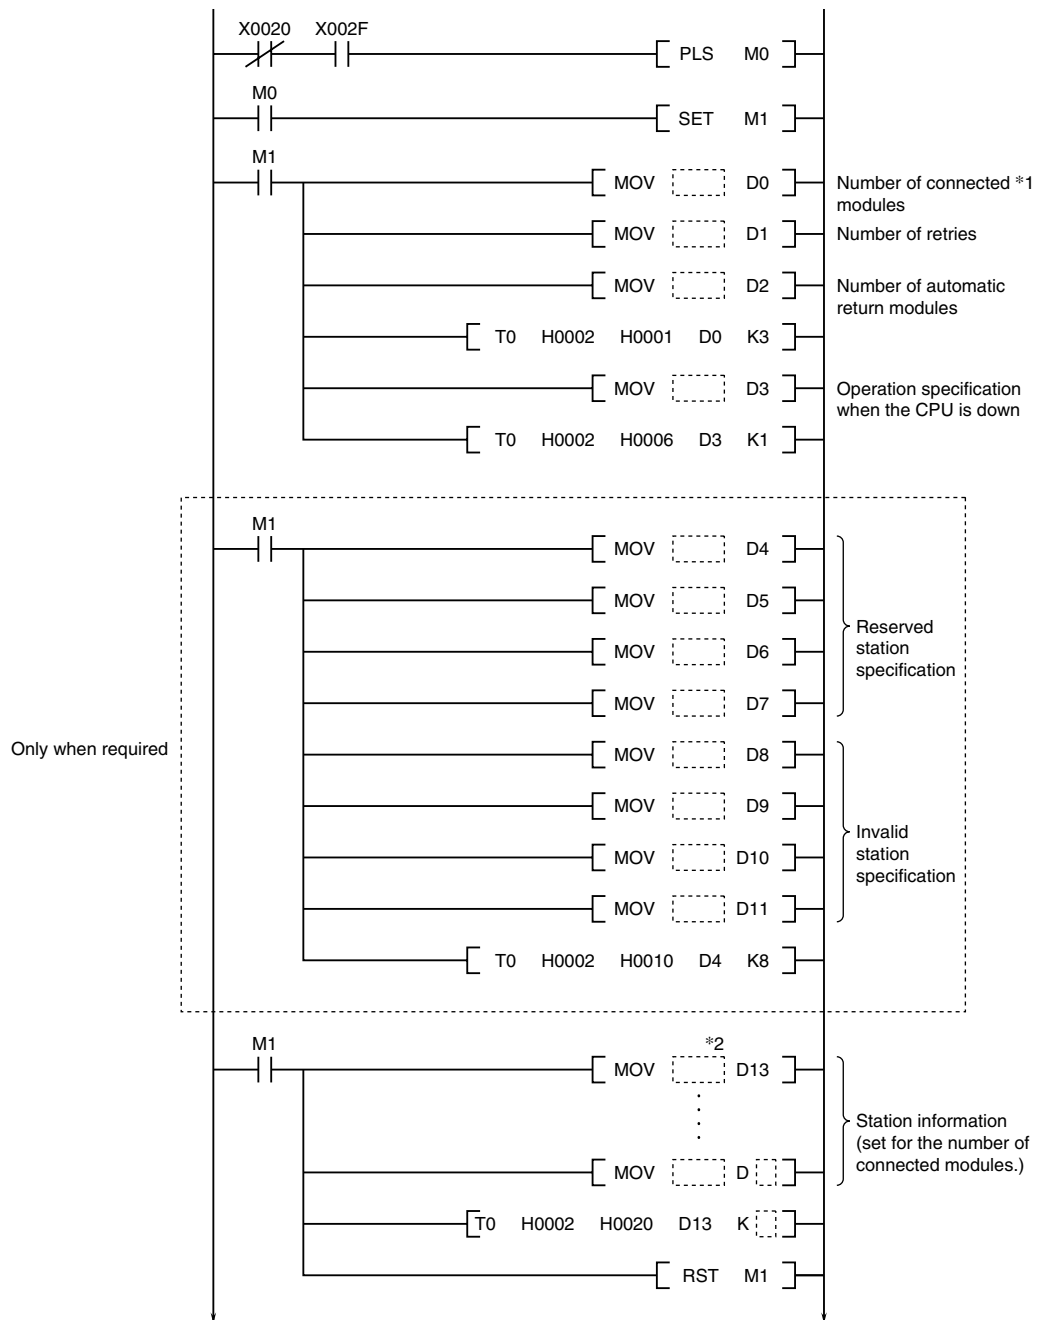 X0020 X002F
PLS M0
M0
SET M1
M1
MOV D0 Number of connected *1
modules
MOV D1 Number of retries
MOV D2 Number of automatic
return modules
T0 H0002 H0001 D0 K3
MOV D3 Operation specification
when the CPU is down
T0 H0002 H0006 D3 K1
M1
MOV D4
MOV D5
Reserved
station
specification
MOV D6
MOV D7
Only when required
MOV D8
MOV D9
Invalid
station
specification
MOV D10
MOV D11
T0 H0002 H0010 D4 K8
M1
*2
MOV D13
Station information
(set for the number of
connected modules.)
MOV D
T0 H0002 H0020 D13 K
RST M1